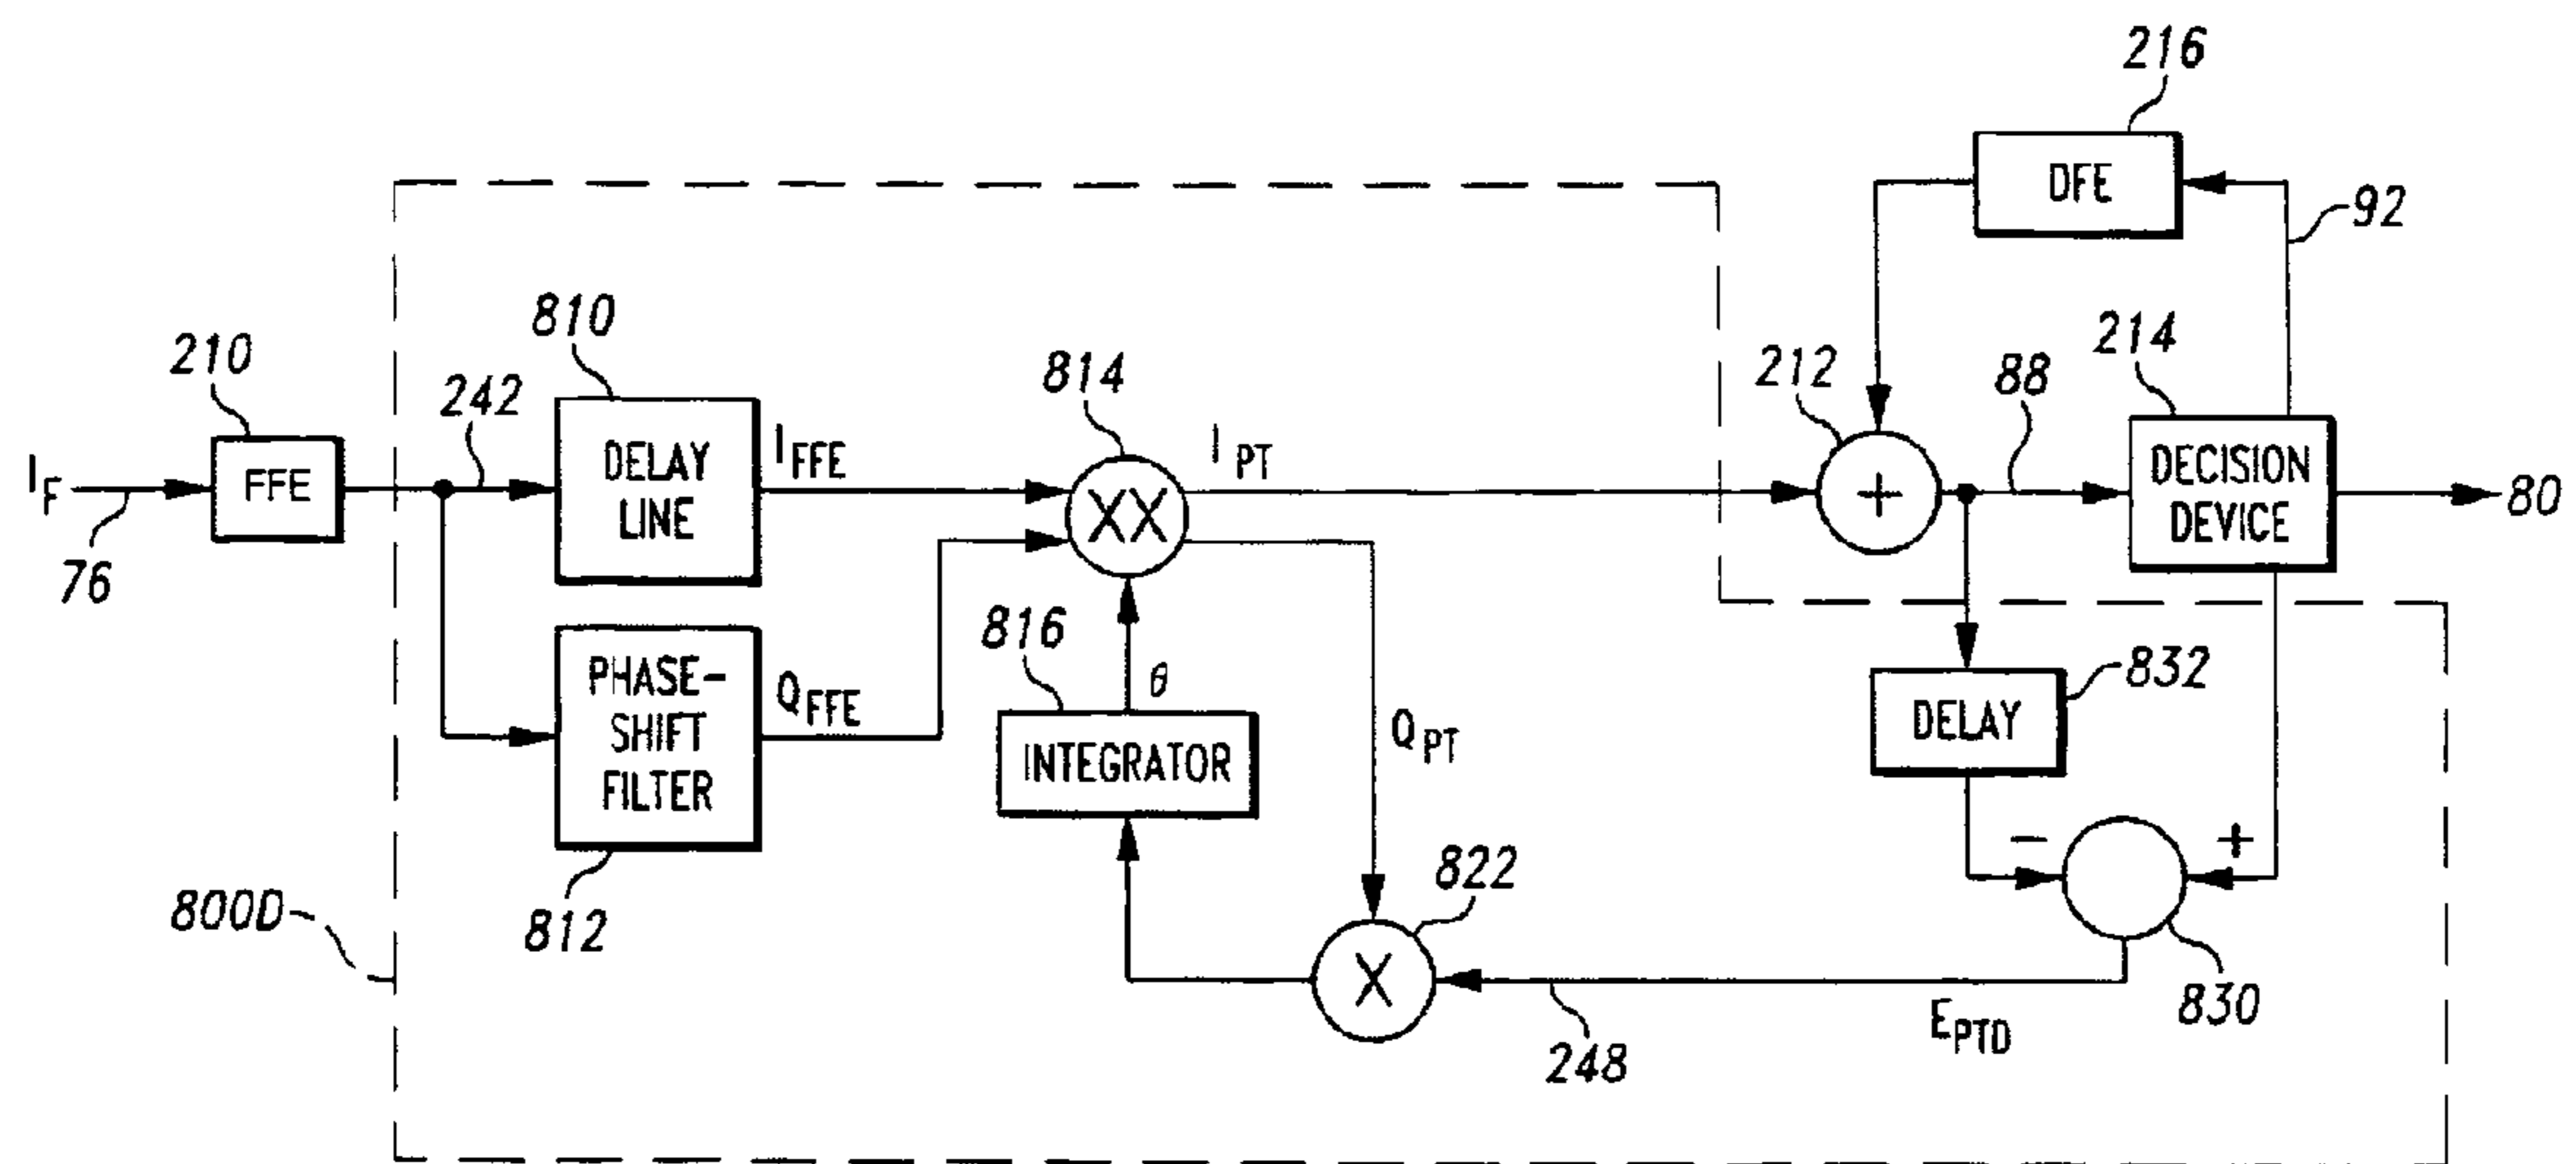 216
DFE
92
810
210
242
814
212
88
214
I_F
FFE
DELAY
LINE
I_FFE
XX
I_PT
+
DECISION
DEVICE
80
76
PHASE-
SHIFT
FILTER
Q_FFE
816
θ
INTEGRATOR
Q_PT
832
DELAY
−
+
800D
812
822
X
248
E_PTD
830